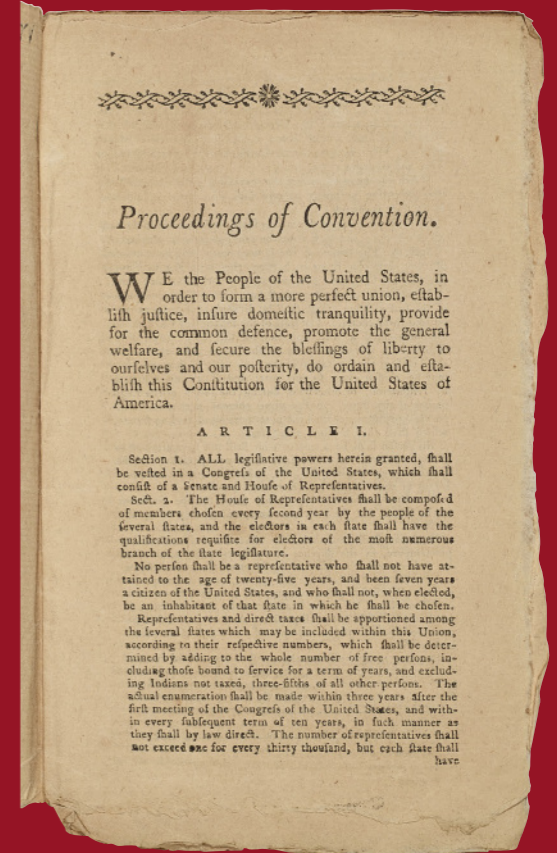 Proceedings of Convention.
WE the People of the United States, in
order to form a more perfect union, eſtab-
liſh juſtice, inſure domeſtic tranquility, provide
for the common defence, promote the general
welfare, and ſecure the bleſſings of liberty to
ourſelves and our poſterity, do ordain and eſta-
bliſh this Conſtitution for the United States of
America.
ARTICLE I.
Section 1. ALL legiſlative powers herein granted, ſhall
be veſted in a Congreſs of the United States, which ſhall
conſiſt of a Senate and Houſe of Repreſentatives.
Sect. 2. The Houſe of Repreſentatives ſhall be compoſed
of members choſen every ſecond year by the people of the
ſeveral ſtates, and the electors in each ſtate ſhall have the
qualifications requiſite for electors of the moſt numerous
branch of the ſtate legiſlature.
No perſon ſhall be a repreſentative who ſhall not have at-
tained to the age of twenty-five years, and been ſeven years
a citizen of the United States, and who ſhall not, when elected,
be an inhabitant of that ſtate in which he ſhall be choſen.
Repreſentatives and direct taxes ſhall be apportioned among
the ſeveral ſtates which may be included within this Union,
according to their reſpective numbers, which ſhall be deter-
mined by adding to the whole number of free perſons, in-
cluding thoſe bound to ſervice for a term of years, and exclud-
ing Indians not taxed, three-fifths of all other perſons. The
actual enumeration ſhall be made within three years after the
firſt meeting of the Congreſs of the United States, and with-
in every ſubſequent term of ten years, in ſuch manner as
they ſhall by law direct. The number of repreſentatives ſhall
not exceed one for every thirty thouſand, but each ſtate ſhall
have